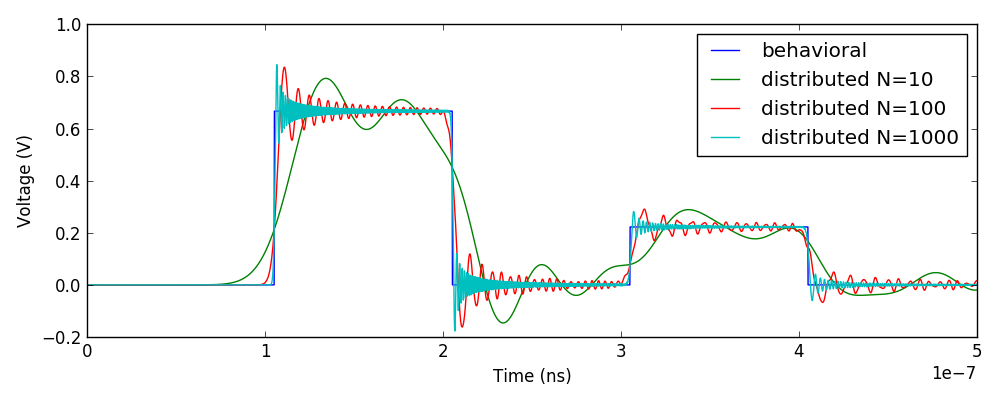 1.0
0.8
0.6
0.4
0.2
0.0
−0.2
Voltage (V)
behavioral
distributed N=10
distributed N=100
distributed N=1000
0 1 2 3 4 5
1e−7
Time (ns)